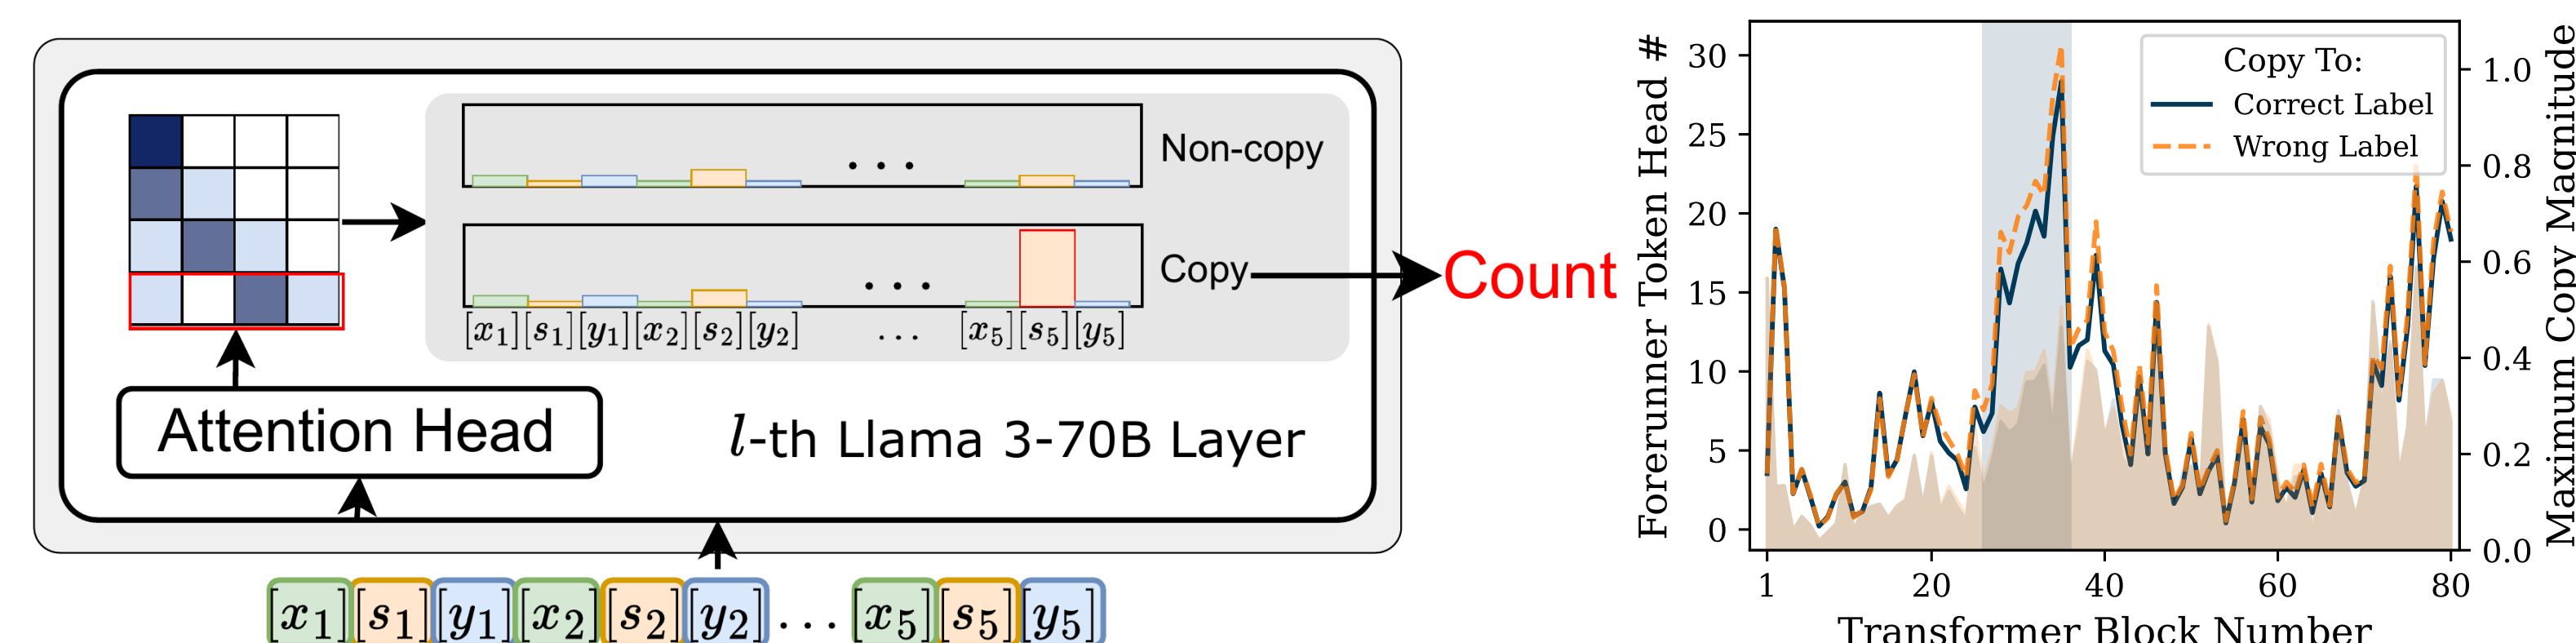 Non-copy
Copy
Count
[x₁][s₁][y₁][x₂][s₂][y₂] ... [x₅][s₅][y₅]
Attention Head
l-th Llama 3-70B Layer
[x₁][s₁][y₁][x₂][s₂][y₂]...[x₅][s₅][y₅]
Forerunner Token Head #
30
25
20
15
10
5
0
Copy To:
Correct Label
Wrong Label
1.0
0.8
0.6
0.4
0.2
0.0
Maximum Copy Magnitude
1 20 40 60 80
Transformer Block Number